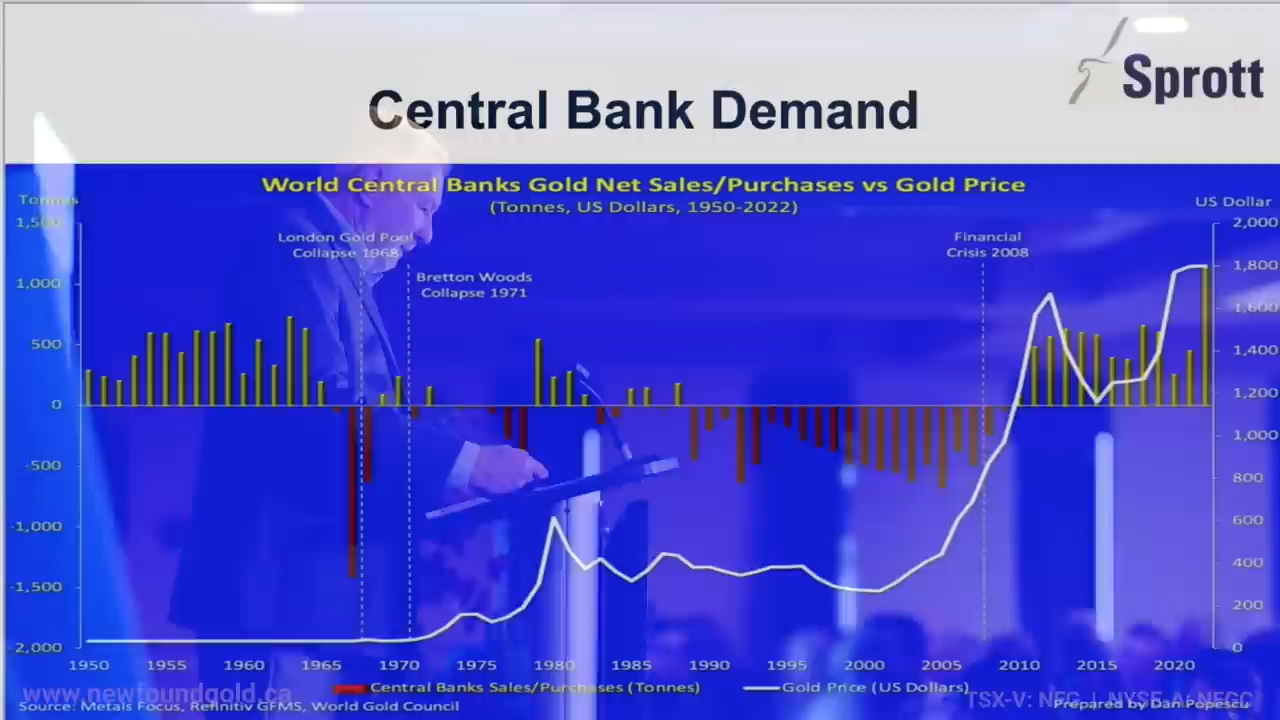 Sprott
Central Bank Demand
World Central Banks Gold Net Sales/Purchases vs Gold Price
(Tonnes, US Dollars, 1950-2022)
Tonnes
US Dollar
1,500
1,000
500
0
-500
-1,000
-1,500
-2,000
London Gold Pool
Collapse 1968
Bretton Woods
Collapse 1971
Financial
Crisis 2008
2,000
1,800
1,600
1,400
1,200
1,000
800
600
400
200
0
1950 1955 1960 1965 1970 1975 1980 1985 1990 1995 2000 2005 2010 2015 2020
Central Banks Sales/Purchases (Tonnes)
Gold Price (US Dollars)
www.newfoundgold.ca
TSX-V: NFG | NYSE-A: NFGC
Source: Metals Focus, Refinitiv GFMS, World Gold Council
Prepared by Dan Popescu